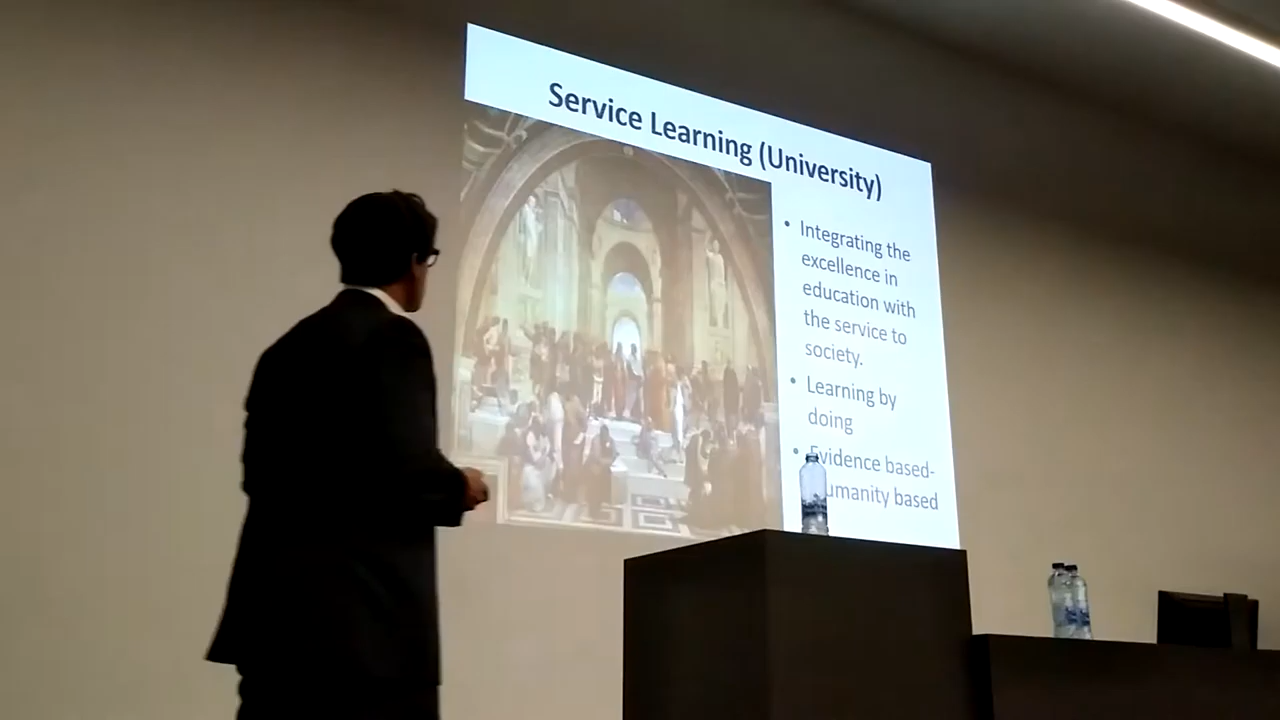 Service Learning (University)
• Integrating the
excellence in
education with
the service to
society.
• Learning by
doing
• Evidence based-
umanity based